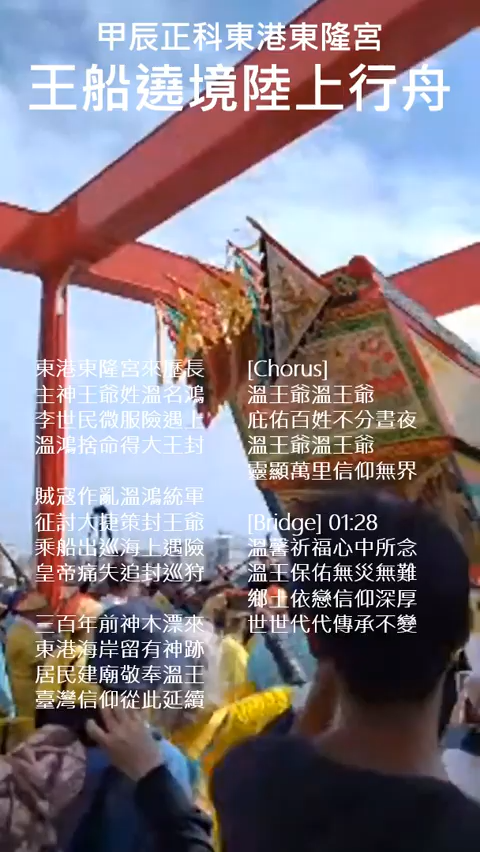 甲辰正科東港東隆宮
王船遶境陸上行舟
東港東隆宮來歷長
主神王爺姓溫名鴻
李世民微服險遇上
溫鴻捨命得大王封
賊寇作亂溫鴻統軍
征討大捷策封王爺
乘船出巡海上遇險
皇帝痛失追封巡狩
三百年前神木漂來
東港海岸留有神跡
居民建廟敬奉溫王
臺灣信仰從此延續
[Chorus]
溫王爺溫王爺
庇佑百姓不分晝夜
溫王爺溫王爺
靈顯萬里信仰無界
[Bridge] 01:28
溫馨祈福心中所念
溫王保佑無災無難
鄉土依戀信仰深厚
世世代代傳承不變